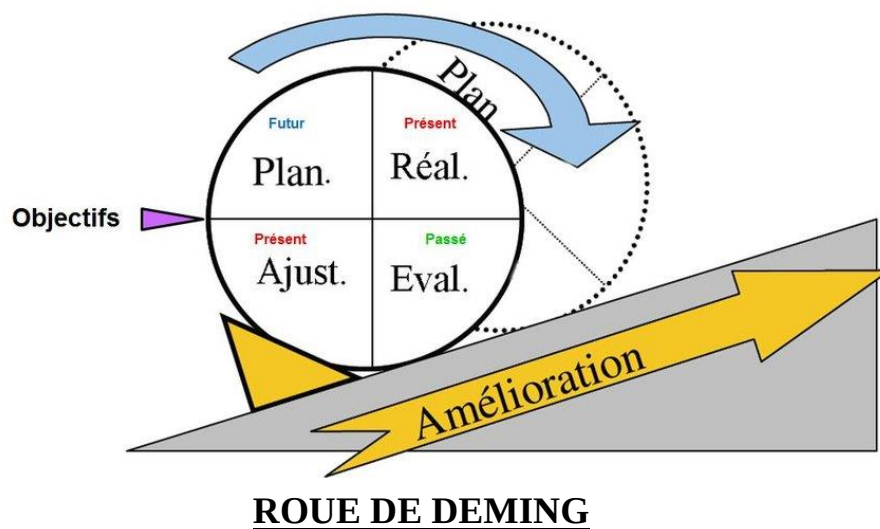 Plan
Futur
Présent
Plan.
Réal.
Objectifs
Présent
Passé
Ajust.
Eval.
Amélioration
ROUE DE DEMING